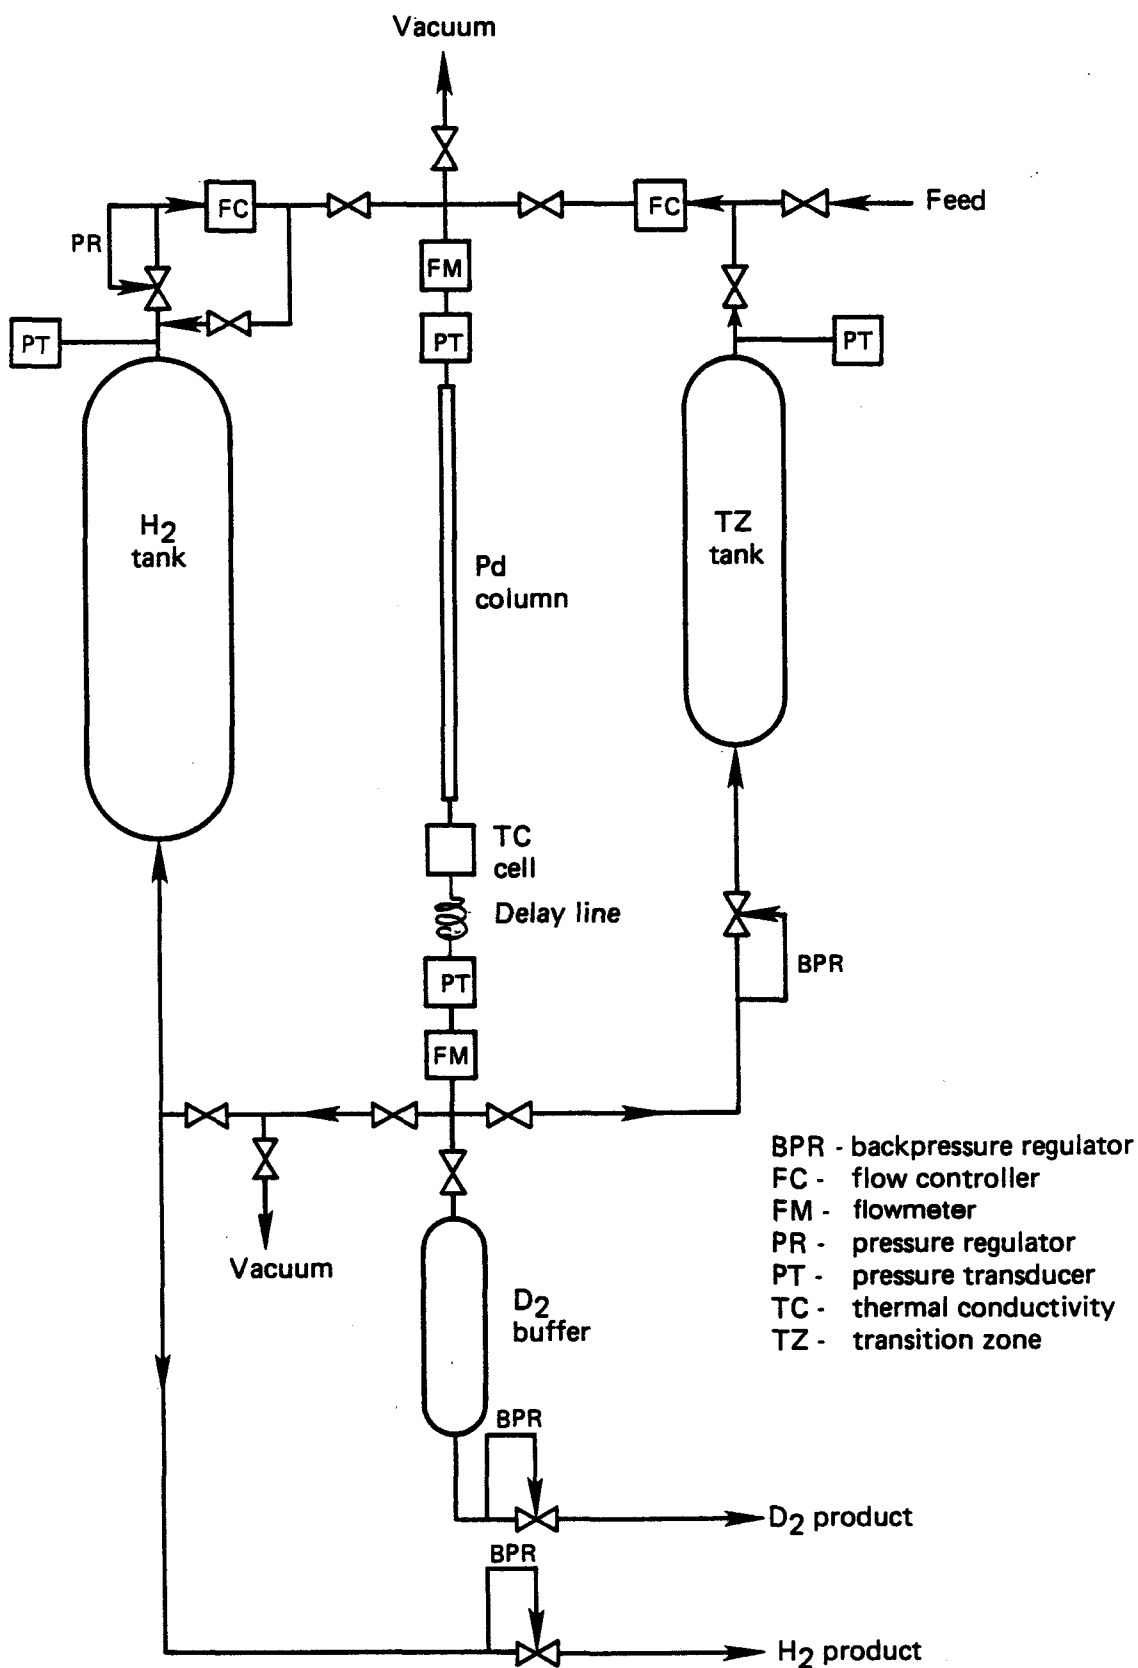 Vacuum
FC
FC
Feed
PR
FM
PT
PT
PT
H2
tank
TZ
tank
Pd
column
TC
cell
Delay line
PT
BPR
FM
BPR - backpressure regulator
FC - flow controller
FM - flowmeter
PR - pressure regulator
PT - pressure transducer
TC - thermal conductivity
TZ - transition zone
Vacuum
D2
buffer
BPR
D2 product
BPR
H2 product